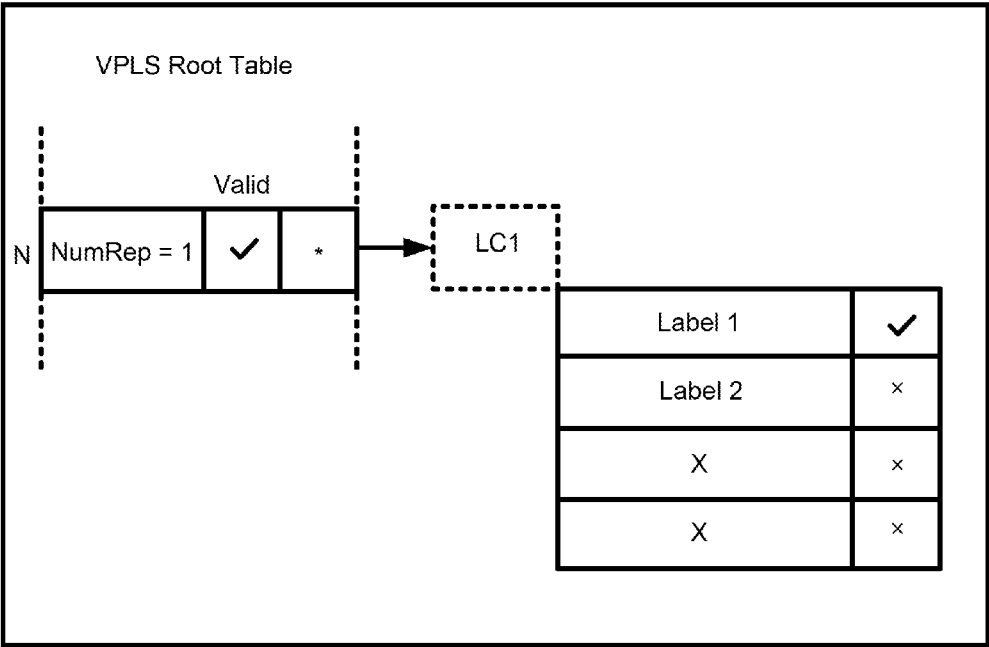 VPLS Root Table
Valid
N NumRep = 1 ✓ *
LC1
Label 1 ✓
Label 2 ×
X ×
X ×